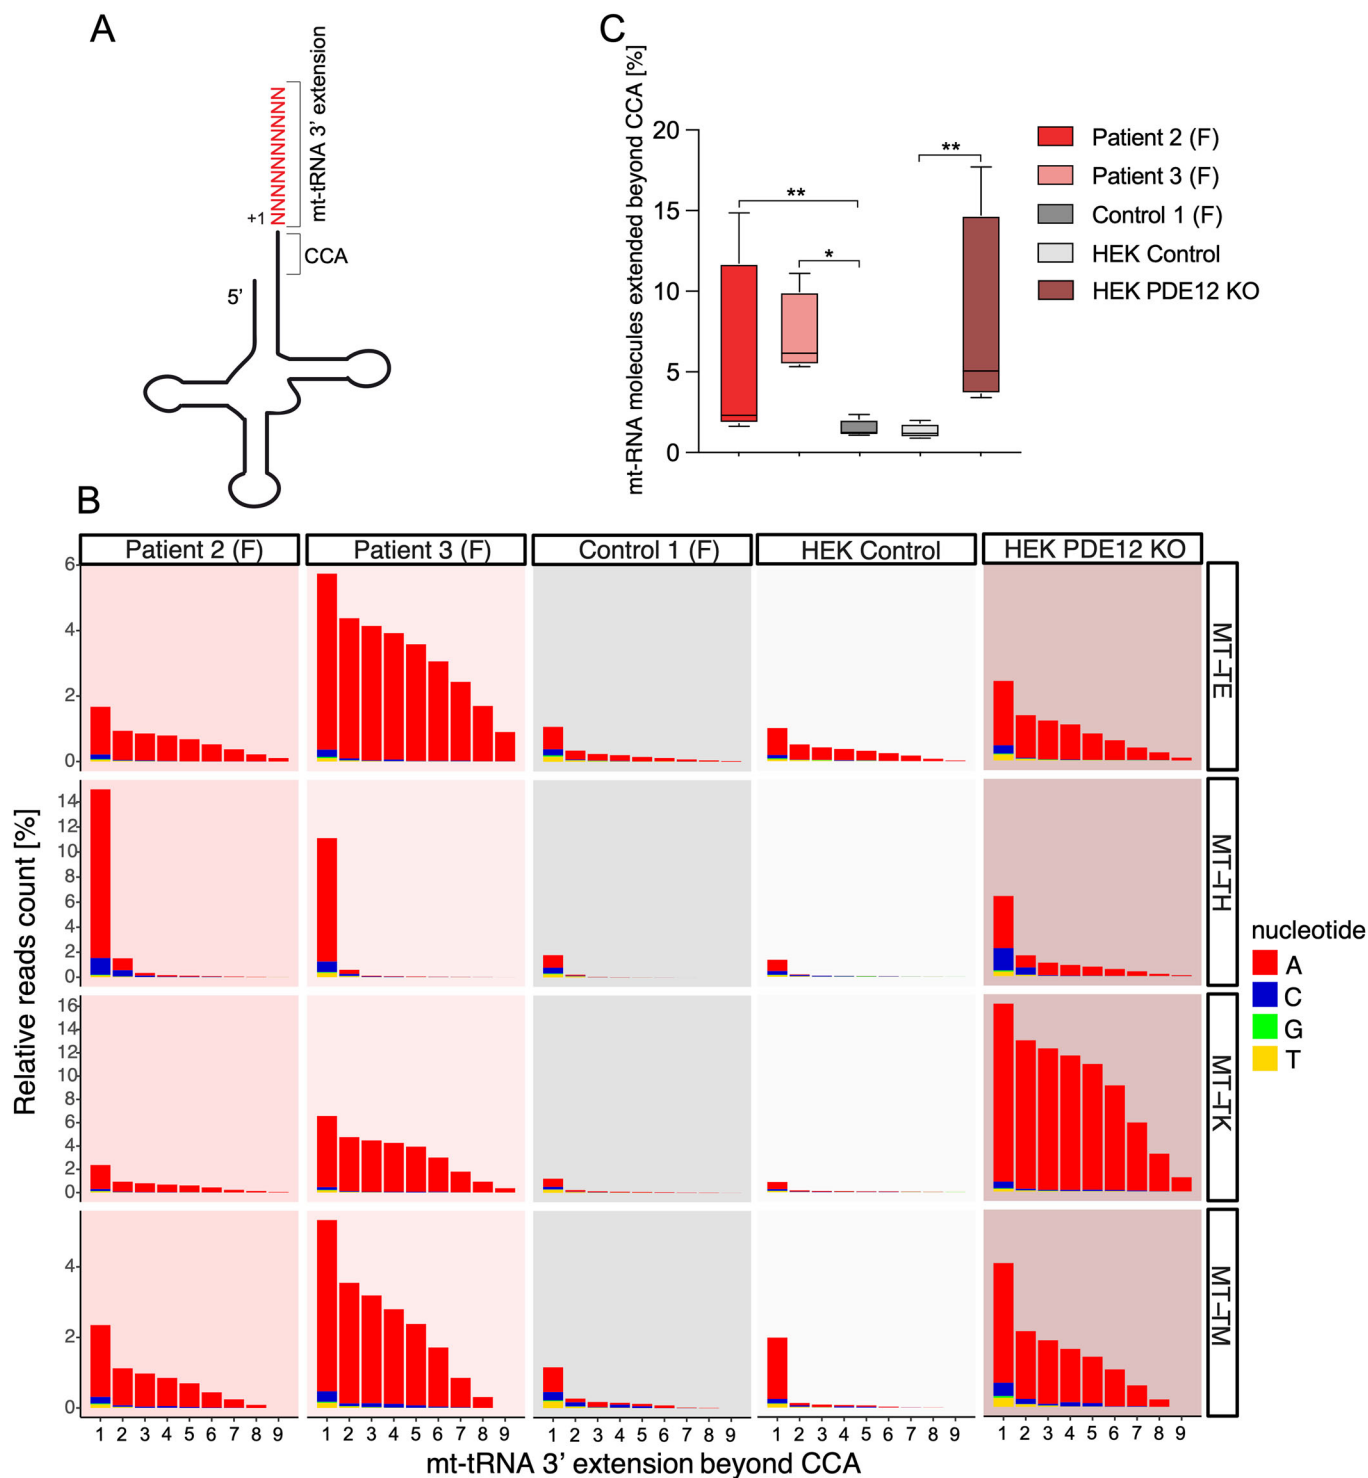 A
NNNNNNNNNN
mt-tRNA 3' extension
+1
CCA
5'
C
mt-RNA molecules extended beyond CCA [%]
20
15
10
5
0
**
*
**
Patient 2 (F)
Patient 3 (F)
Control 1 (F)
HEK Control
HEK PDE12 KO
B
Patient 2 (F) Patient 3 (F) Control 1 (F) HEK Control HEK PDE12 KO
Relative reads count [%]
6
4
2
0
MT-TE
14
12
10
8
6
4
2
0
MT-TH
16
14
12
10
8
6
4
2
0
MT-TK
4
2
0
MT-TM
nucleotide
A
C
G
T
1 2 3 4 5 6 7 8 9 1 2 3 4 5 6 7 8 9 1 2 3 4 5 6 7 8 9 1 2 3 4 5 6 7 8 9 1 2 3 4 5 6 7 8 9
mt-tRNA 3' extension beyond CCA